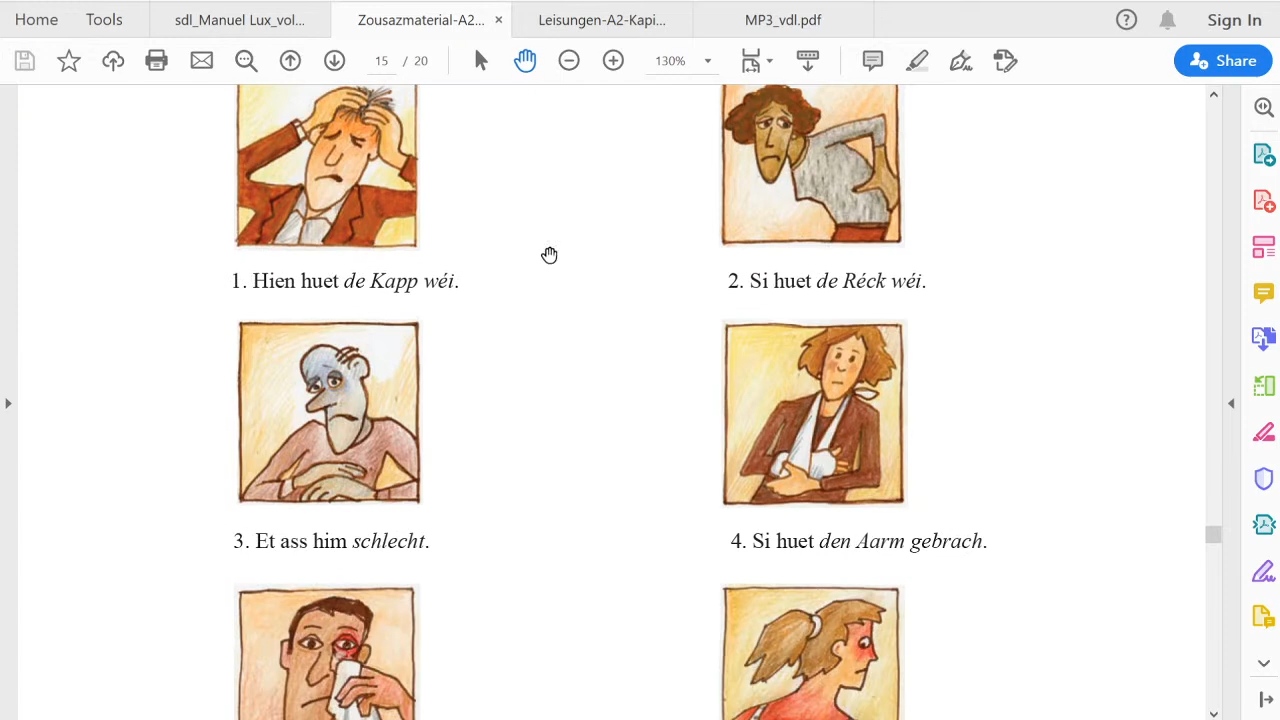 Home Tools sdl_Manuel Lux_vol... Zousazmaterial-A2... × Leisungen-A2-Kapi... MP3_vdl.pdf Sign In
15 / 20 130% Share
1. Hien huet de Kapp wéi. 2. Si huet de Réck wéi.
3. Et ass him schlecht. 4. Si huet den Aarm gebrach.